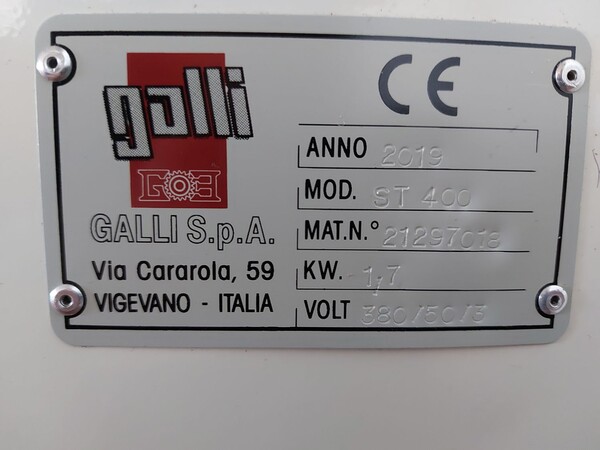 galli
GALLI S.p.A.
Via Cararola, 59
VIGEVANO - ITALIA
CE
ANNO 2019
MOD. ST 400
MAT.N.° 21297018
KW. 1,7
VOLT 380/50/3